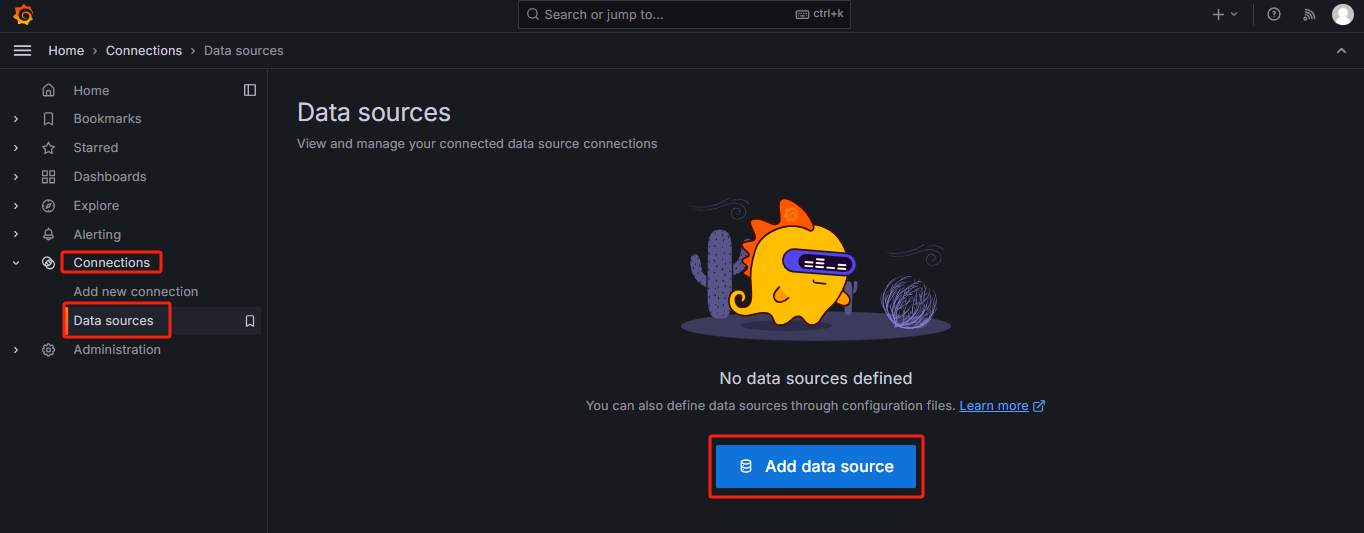 Search or jump to...
ctrl+k
Home › Connections › Data sources
Home
Bookmarks
Starred
Dashboards
Explore
Alerting
Connections
Add new connection
Data sources
Administration
Data sources
View and manage your connected data source connections
No data sources defined
You can also define data sources through configuration files. Learn more
Add data source